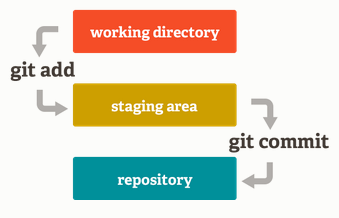 working directory
git add
staging area
git commit
repository